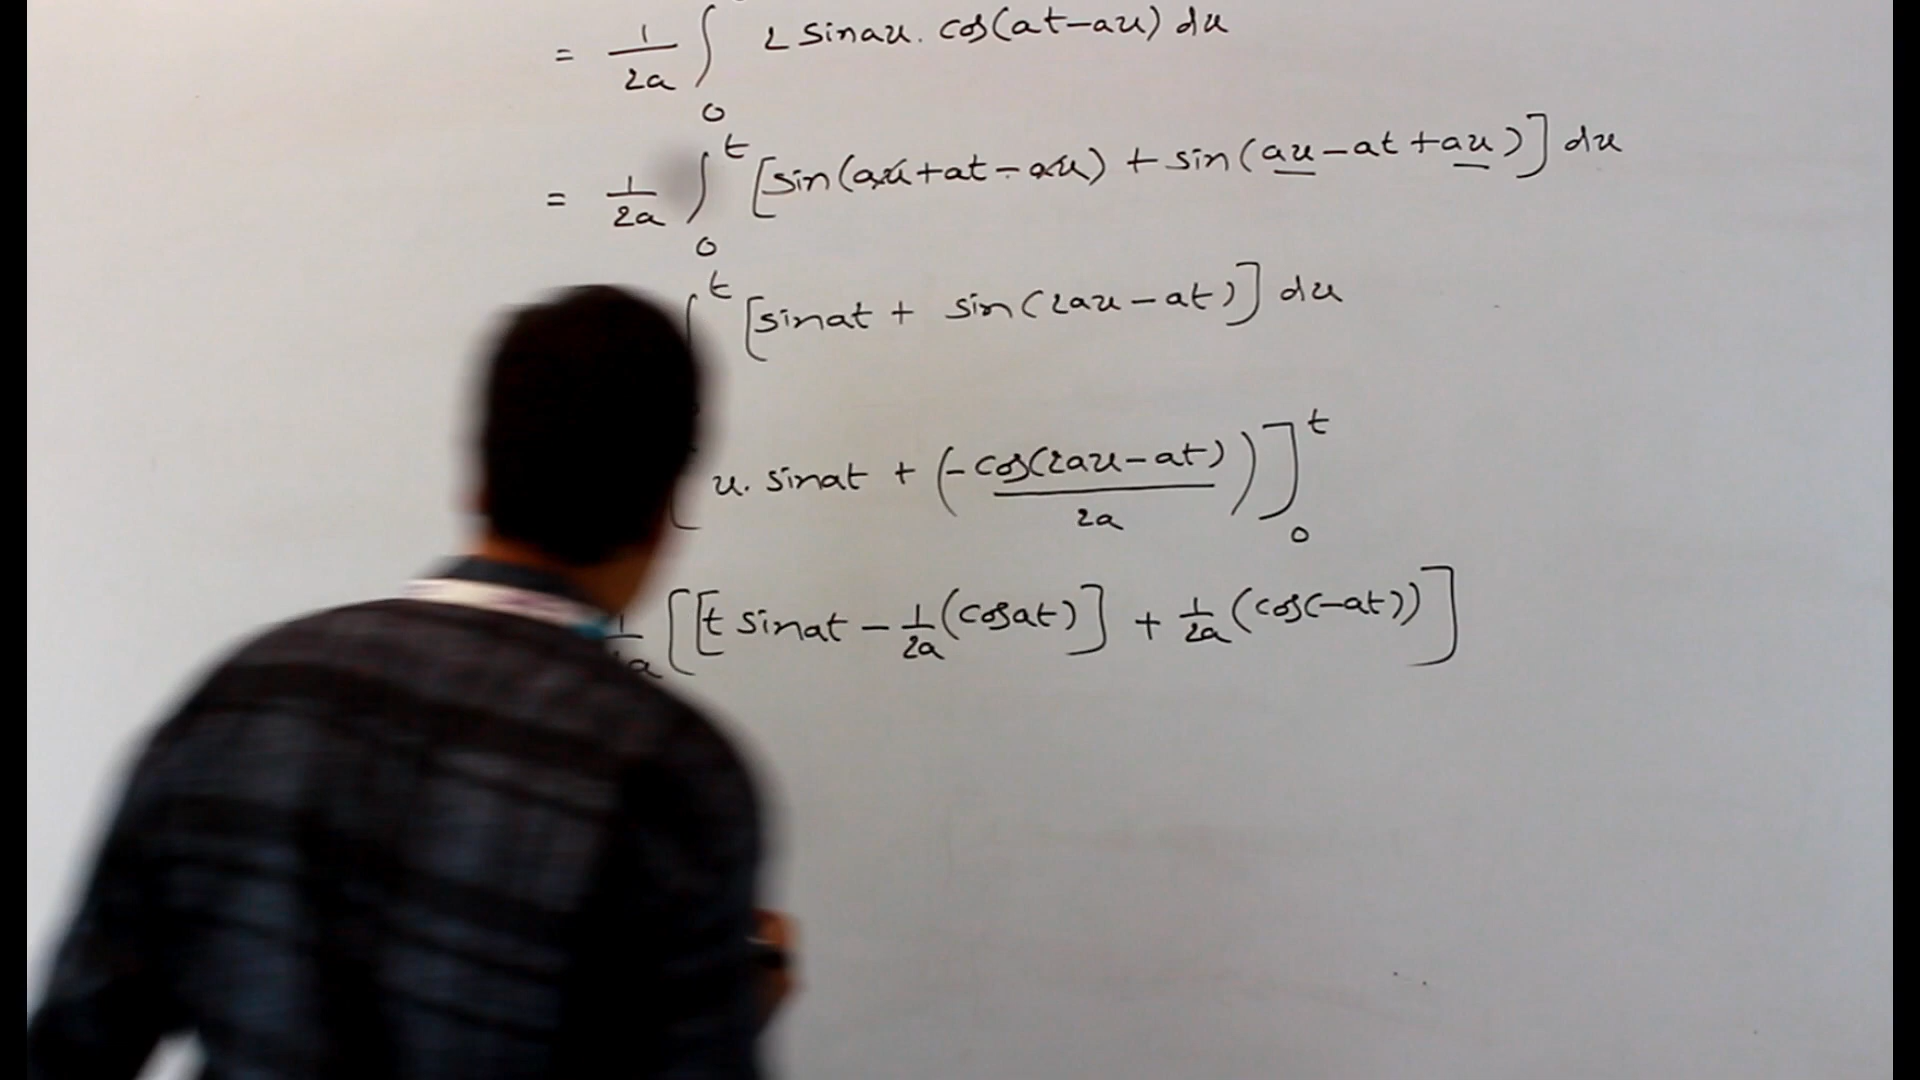 = 1/2a ∫0 2 sinau. cos(at-au) du
= 1/2a ∫0^t [sin(au+at-au) + sin(au-at+au)] du
∫^t [sinat + sin(2au-at)] du
[u. sinat + (-cos(2au-at)/2a)]0^t
[[t sinat - 1/2a (cosat)] + 1/2a (cos(-at))]